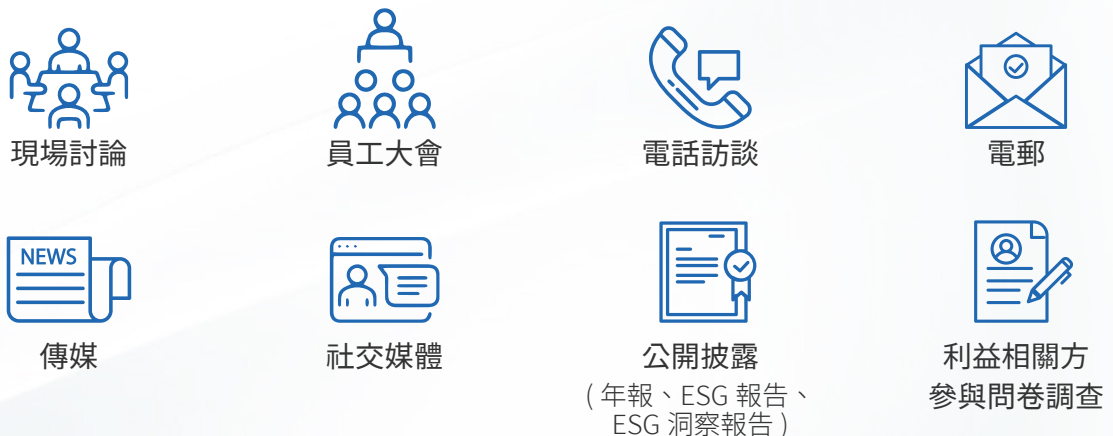 現場討論
員工大會
電話訪談
電郵
NEWS
傳媒
社交媒體
公開披露
(年報、ESG 報告、
ESG 洞察報告)
利益相關方
參與問卷調查